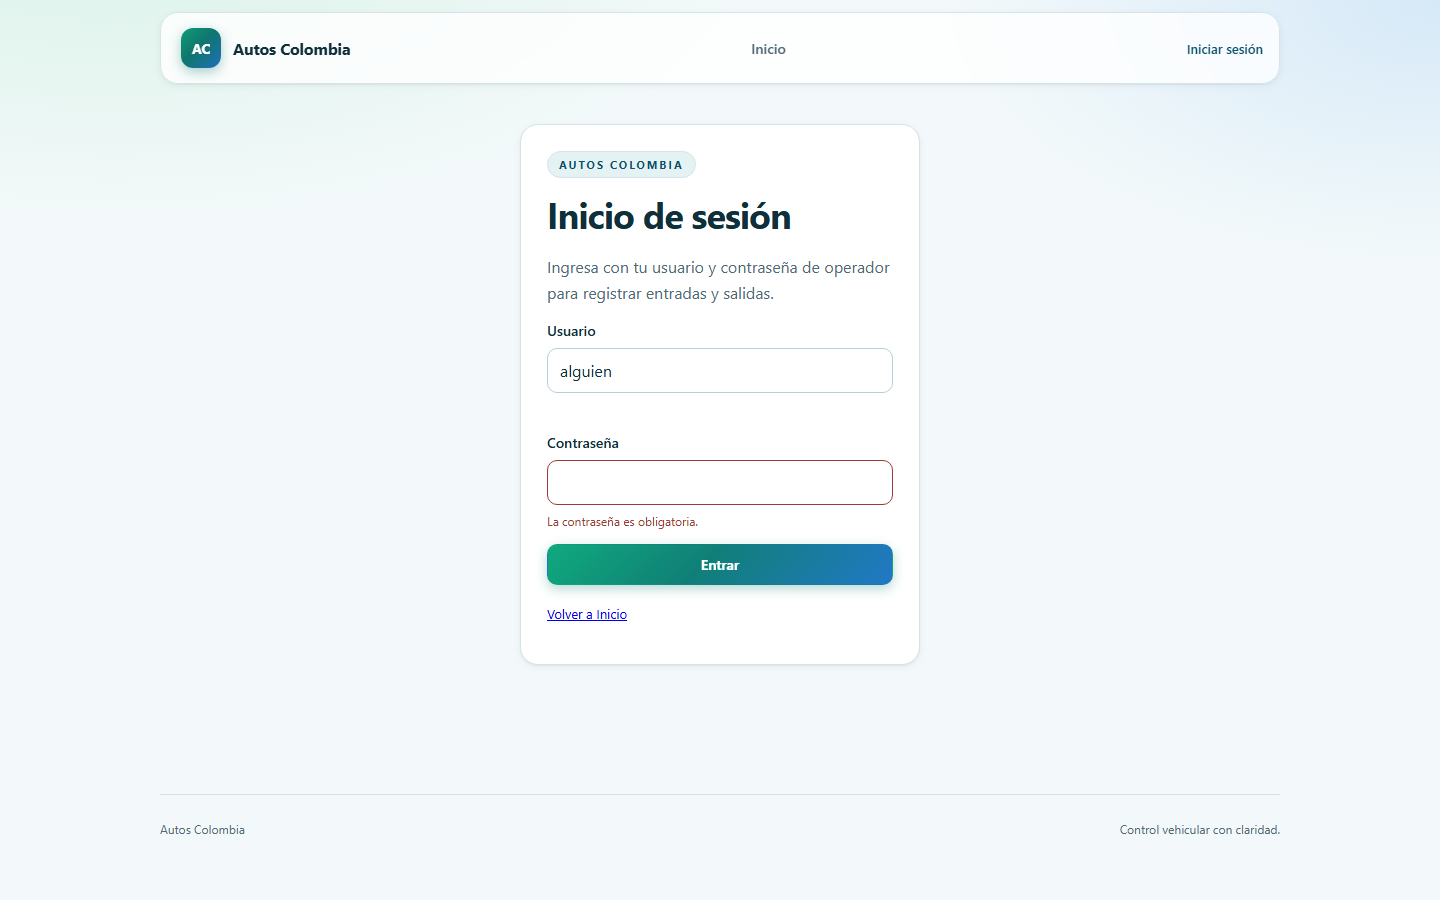 AC
Autos Colombia
Inicio
Iniciar sesión
AUTOS COLOMBIA
Inicio de sesión
Ingresa con tu usuario y contraseña de operador
para registrar entradas y salidas.
Usuario
alguien
Contraseña
La contraseña es obligatoria.
Entrar
Volver a Inicio
Autos Colombia
Control vehicular con claridad.